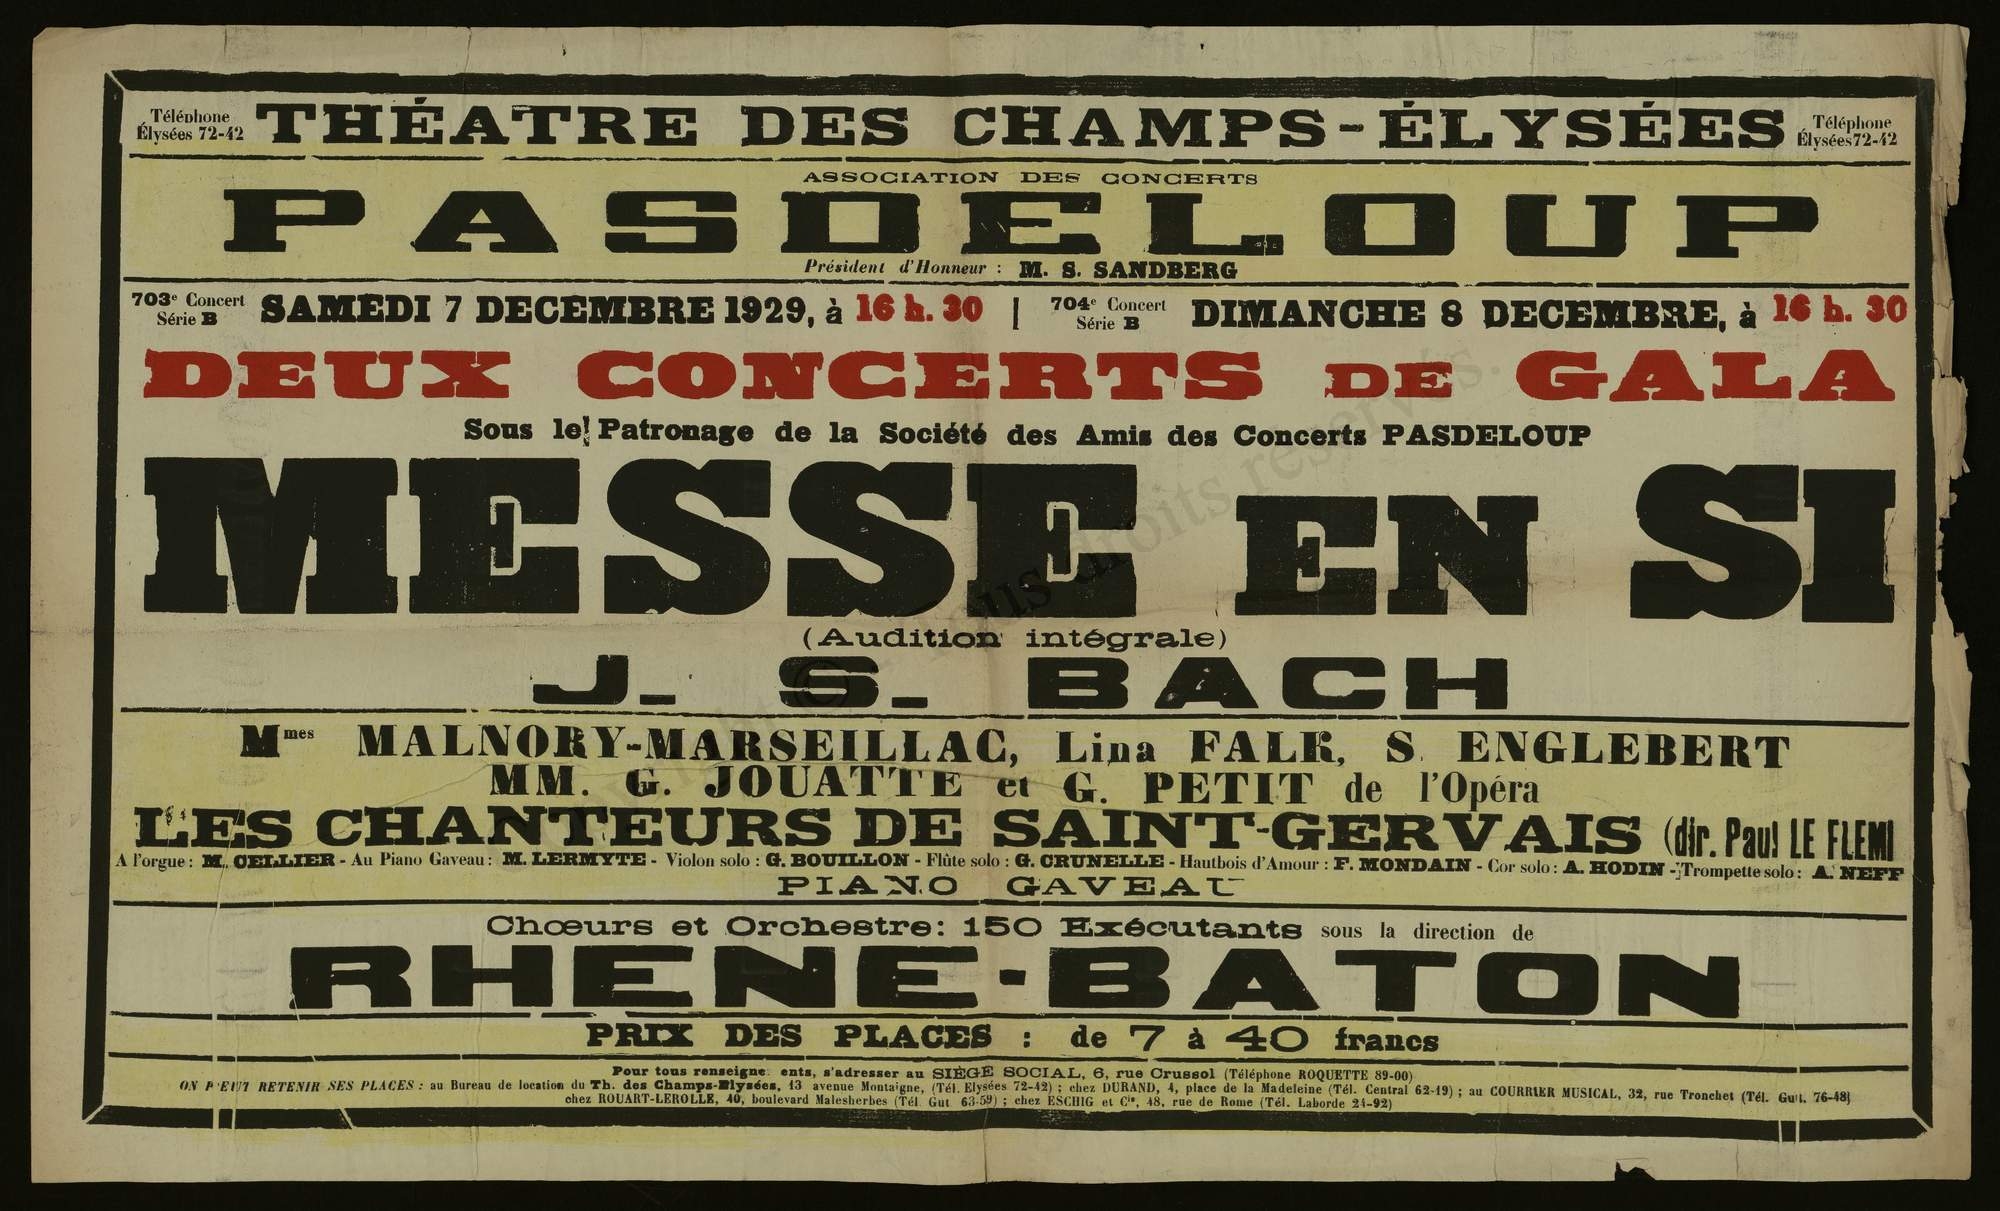 Téléphone
Élysées 72-42
THÉATRE DES CHAMPS-ÉLYSÉES
Téléphone
Élysées 72-42
ASSOCIATION DES CONCERTS
PASDELOUP
Président d'Honneur : M. S. SANDBERG
703e Concert
Série B
SAMEDI 7 DECEMBRE 1929, à 16 h. 30
704e Concert
Série B
DIMANCHE 8 DECEMBRE, à 16 h. 30
DEUX CONCERTS DE GALA
Sous le Patronage de la Société des Amis des Concerts PASDELOUP
MESSE EN SI
(Audition intégrale)
J. S. BACH
Mmes MALNORY-MARSEILLAC, Lina FALK, S. ENGLEBERT
MM. G. JOUATTE et G. PETIT de l'Opéra
LES CHANTEURS DE SAINT-GERVAIS (dir. Paul LE FLEM)
A l'orgue : M. CELLIER - Au Piano Gaveau : M. LERMYTE - Violon solo : G. BOUILLON - Flûte solo : G. CRUNELLE - Hautbois d'Amour : F. MONDAIN - Cor solo : A. HODIN - Trompette solo : A. NEFF
PIANO GAVEAU
Chœurs et Orchestre : 150 Exécutants sous la direction de
RHENE-BATON
PRIX DES PLACES : de 7 à 40 francs
Pour tous renseigne ents, s'adresser au SIÈGE SOCIAL, 6, rue Crussol (Téléphone ROQUETTE 89-00)
ON PEUT RETENIR SES PLACES : au Bureau de location du Th. des Champs-Elysées, 13 avenue Montaigne, (Tél. Elysées 72-42) ; chez DURAND, 4, place de la Madeleine (Tél. Central 62-19) ; au COURRIER MUSICAL, 32, rue Tronchet (Tél. Gut. 76-48)
chez ROUART-LEROLLE, 40, boulevard Malesherbes (Tél. Gut 63-59) ; chez ESCHIG et Cie, 48, rue de Rome (Tél. Laborde 24-92)
Copyright © - Tous droits réservés.